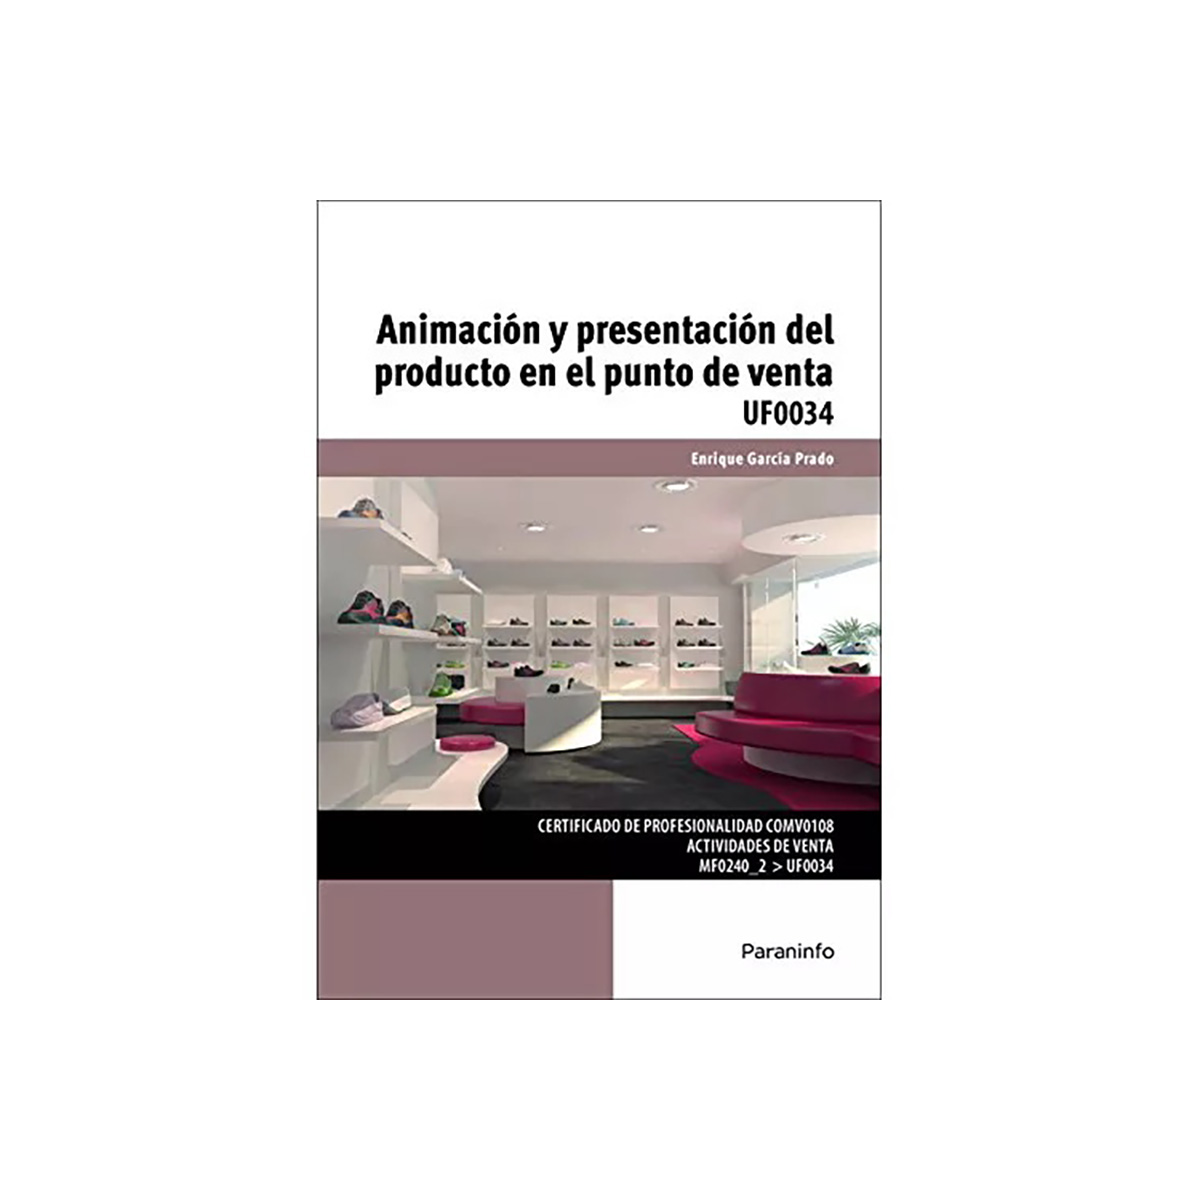 Animación y presentación del
producto en el punto de venta
UF0034
Enrique García Prado
CERTIFICADO DE PROFESIONALIDAD COMV0108
ACTIVIDADES DE VENTA
MF0240_2 > UF0034
Paraninfo